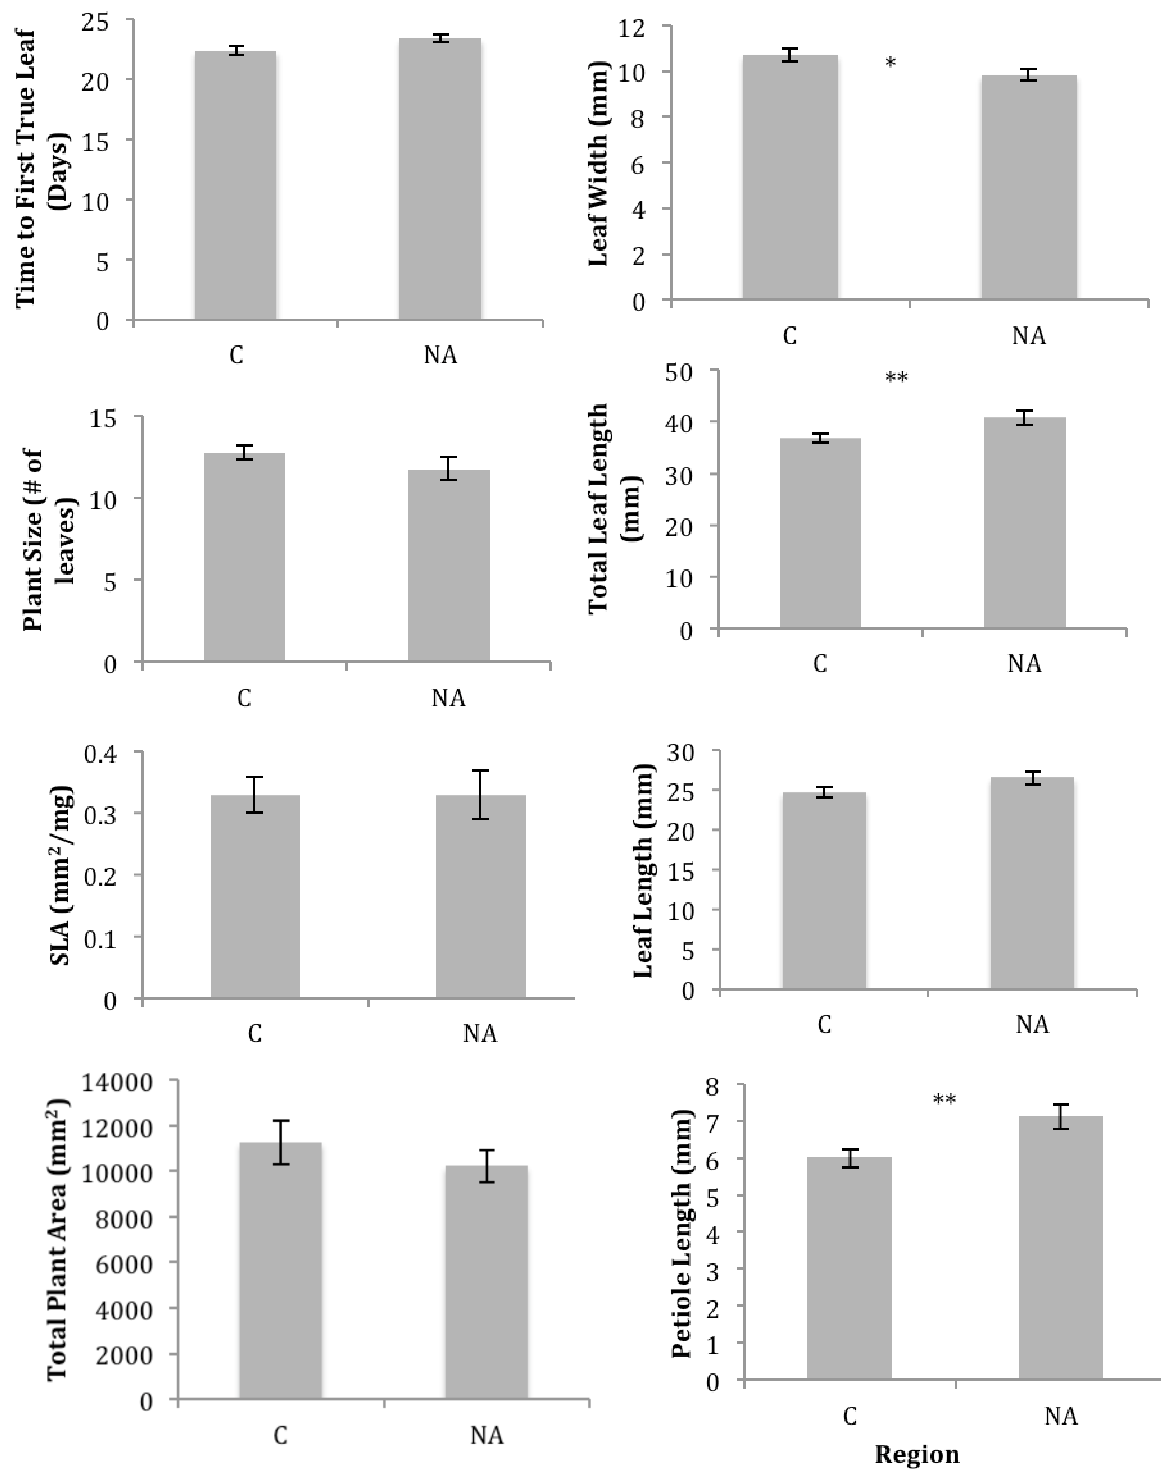 Time to First True Leaf
(Days)
25
20
15
10
5
0
C NA
Leaf Width (mm)
12
10
8
6
4
2
0
*
C NA
Plant Size (# of
leaves)
15
10
5
0
C NA
Total Leaf Length
(mm)
50
40
30
20
10
0
**
C NA
SLA (mm²/mg)
0.4
0.3
0.2
0.1
0
C NA
Leaf Length (mm)
30
25
20
15
10
5
0
C NA
Total Plant Area (mm²)
14000
12000
10000
8000
6000
4000
2000
0
C NA
Petiole Length (mm)
8
7
6
5
4
3
2
1
0
**
C NA
Region